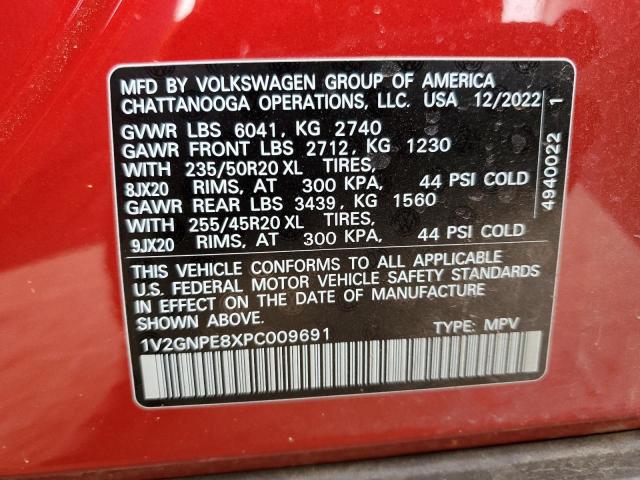 MFD BY VOLKSWAGEN GROUP OF AMERICA
CHATTANOOGA OPERATIONS, LLC. USA 12/2022
GVWR LBS 6041, KG 2740
GAWR FRONT LBS 2712, KG 1230
WITH 235/50R20 XL TIRES,
8JX20 RIMS, AT 300 KPA, 44 PSI COLD
GAWR REAR LBS 3439, KG 1560
WITH 255/45R20 XL TIRES,
9JX20 RIMS, AT 300 KPA, 44 PSI COLD
THIS VEHICLE CONFORMS TO ALL APPLICABLE
U.S. FEDERAL MOTOR VEHICLE SAFETY STANDARDS
IN EFFECT ON THE DATE OF MANUFACTURE
SHOWN ABOVE.
1V2GNPE8XPC009691 TYPE: MPV
4940022 1